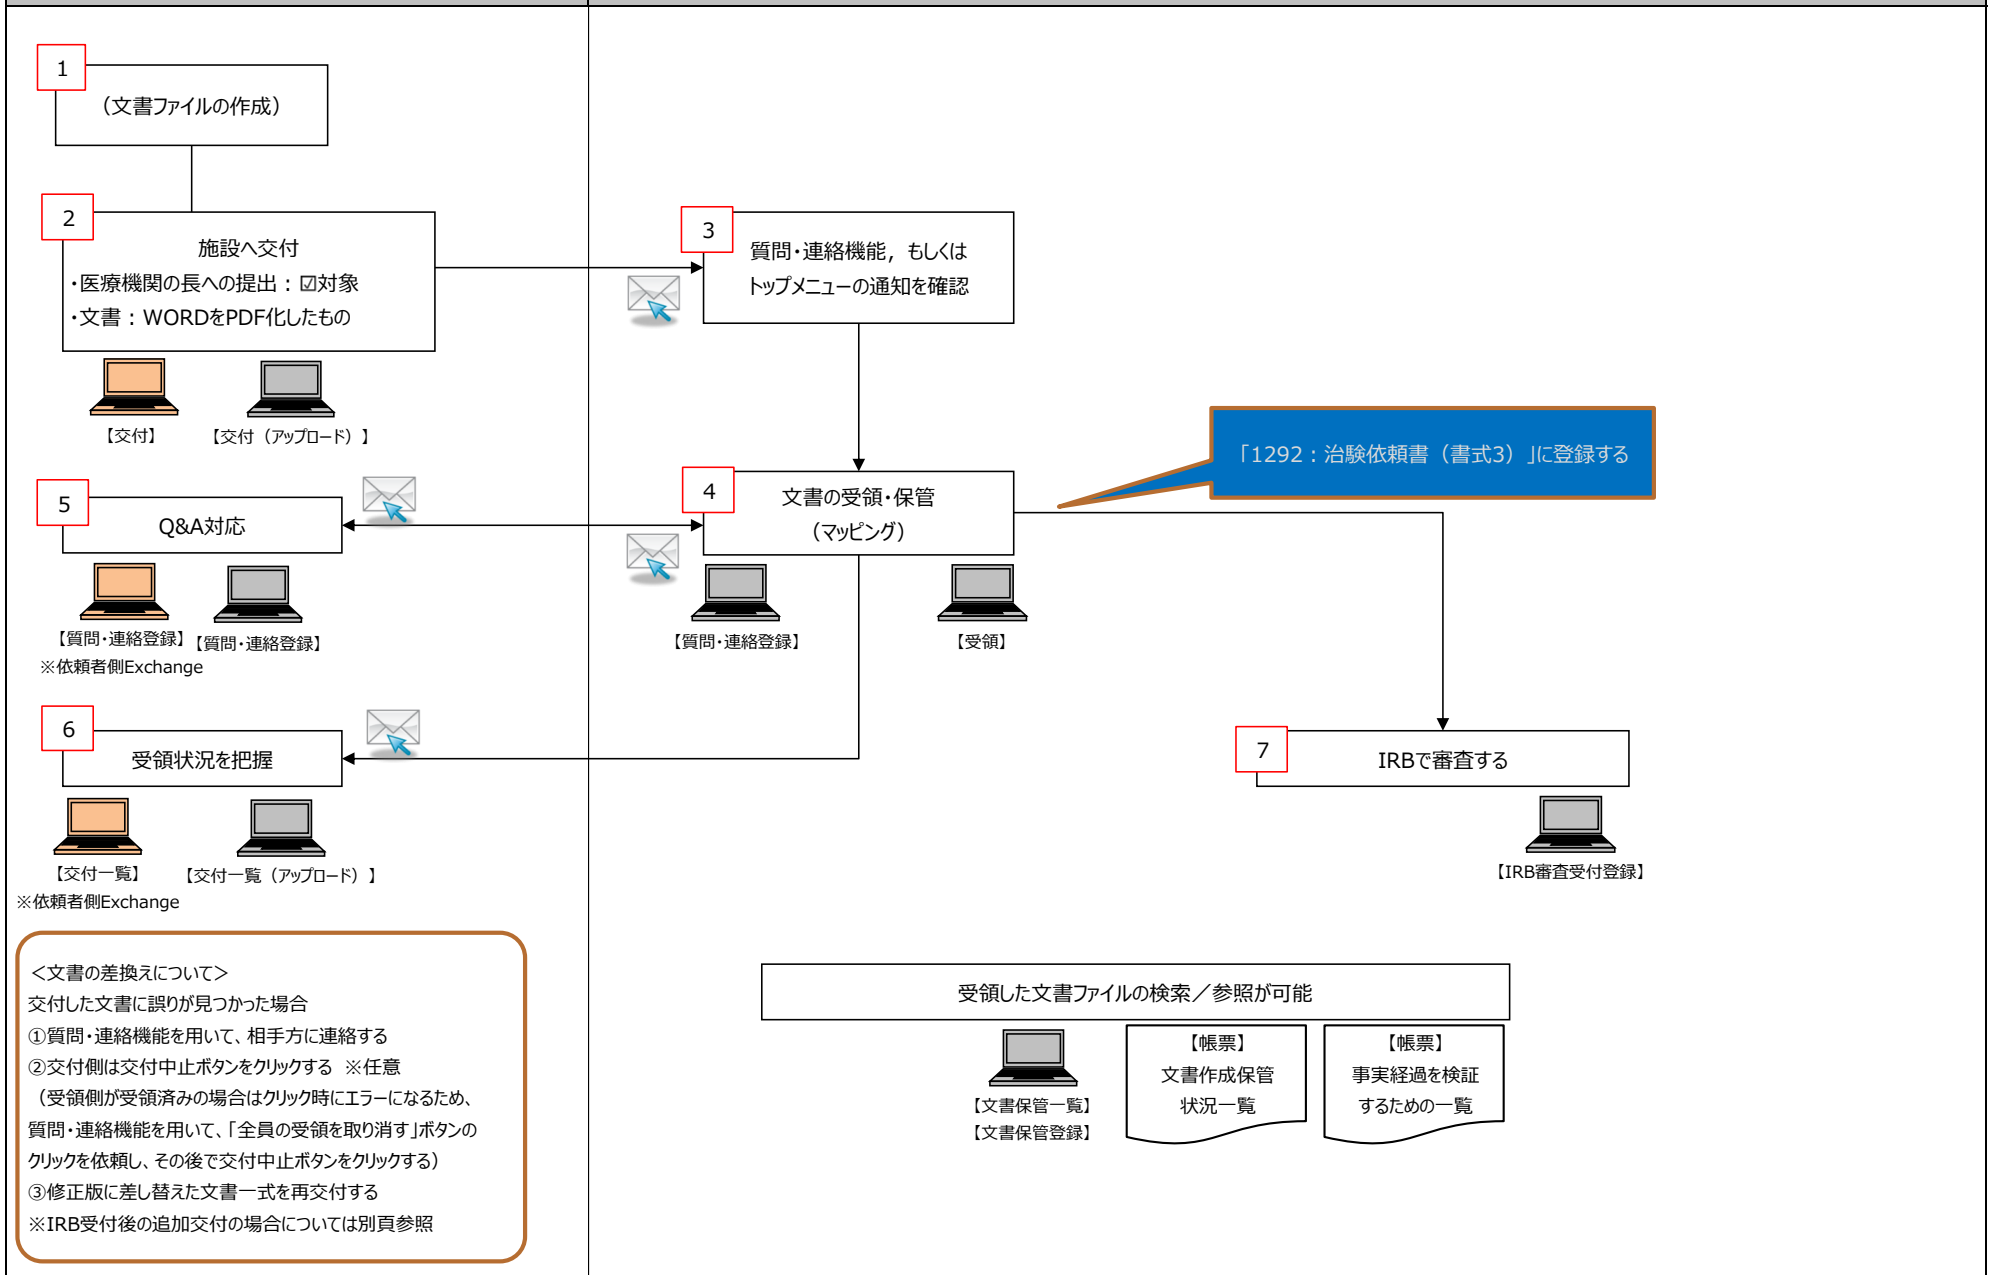 1
（文書ファイルの作成）
2
施設へ交付
・医療機関の長への提出：☑対象
・文書：WORDをPDF化したもの
【交付】
【交付（アップロード）】
3
質問・連絡機能，もしくは
トップメニューの通知を確認
「1292：治験依頼書（書式3）」に登録する
4
文書の受領・保管
（マッピング）
【質問・連絡登録】
【受領】
5
Q&A対応
【質問・連絡登録】
【質問・連絡登録】
※依頼者側Exchange
6
受領状況を把握
【交付一覧】
【交付一覧（アップロード）】
※依頼者側Exchange
7
IRBで審査する
【IRB審査受付登録】
＜文書の差換えについて＞
交付した文書に誤りが見つかった場合
①質問・連絡機能を用いて、相手方に連絡する
②交付側は交付中止ボタンをクリックする ※任意
（受領側が受領済みの場合はクリック時にエラーになるため、
質問・連絡機能を用いて、「全員の受領を取り消す」ボタンの
クリックを依頼し、その後で交付中止ボタンをクリックする）
③修正版に差し替えた文書一式を再交付する
※IRB受付後の追加交付の場合については別頁参照
受領した文書ファイルの検索／参照が可能
【文書保管一覧】
【文書保管登録】
【帳票】
文書作成保管
状況一覧
【帳票】
事実経過を検証
するための一覧